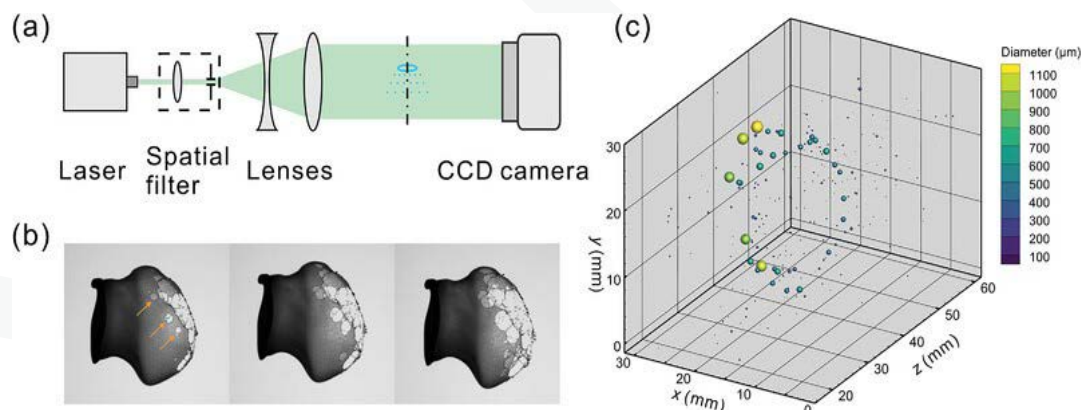 (a)
Laser
Spatial
filter
Lenses
CCD camera
(b)
(c)
Diameter (μm)
1100
1000
900
800
700
600
500
400
300
200
100
30
20
10
0
y (mm)
30
20
10
0
x (mm)
20
30
40
50
60
z (mm)